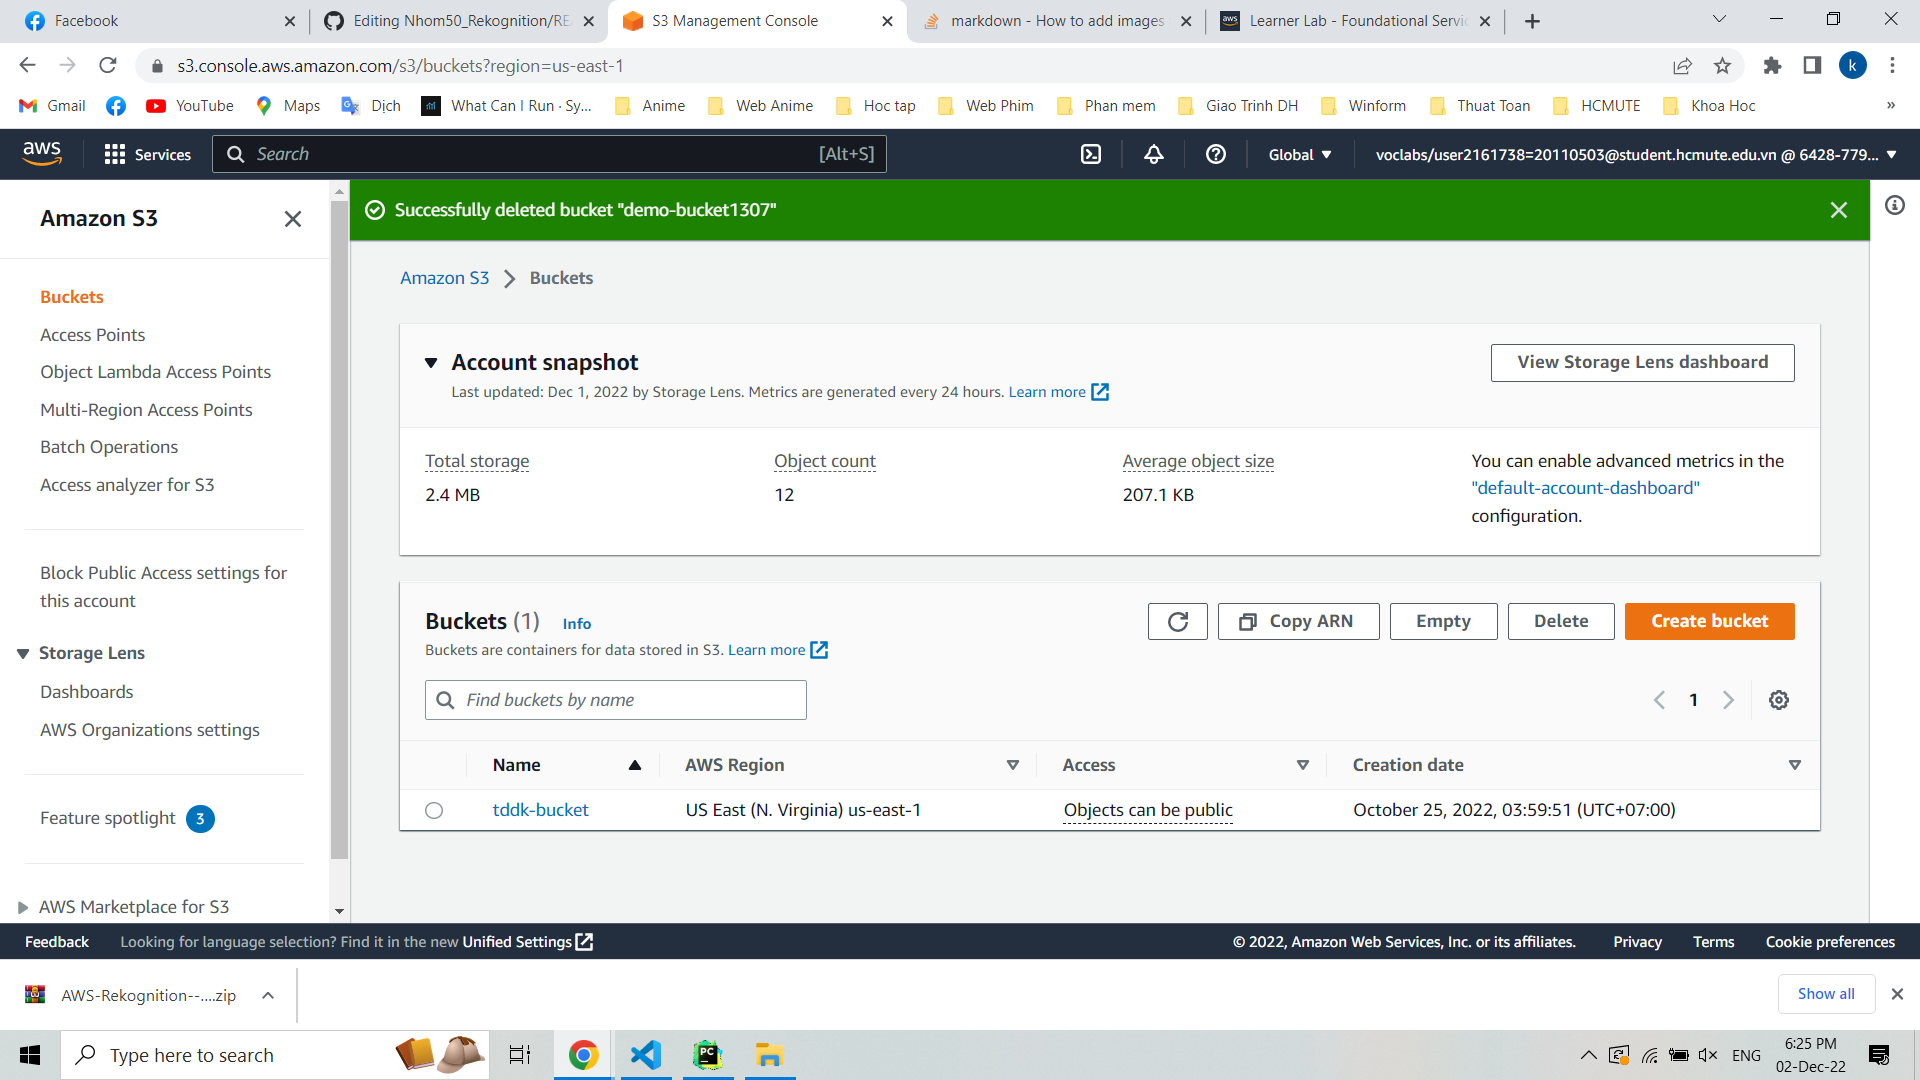 Facebook
Editing Nhom50_Rekognition/RE
S3 Management Console
markdown - How to add images
Learner Lab - Foundational Servic
s3.console.aws.amazon.com/s3/buckets?region=us-east-1
k
Gmail
YouTube
Maps
Dịch
What Can I Run · Sy...
Anime
Web Anime
Hoc tap
Web Phim
Phan mem
Giao Trinh DH
Winform
Thuat Toan
HCMUTE
Khoa Hoc
»
aws
Services
Search
[Alt+S]
Global
voclabs/user2161738=20110503@student.hcmute.edu.vn @ 6428-779...
Amazon S3
Successfully deleted bucket "demo-bucket1307"
Buckets
Access Points
Object Lambda Access Points
Multi-Region Access Points
Batch Operations
Access analyzer for S3
Block Public Access settings for
this account
Storage Lens
Dashboards
AWS Organizations settings
Feature spotlight 3
AWS Marketplace for S3
Amazon S3
Buckets
Account snapshot
Last updated: Dec 1, 2022 by Storage Lens. Metrics are generated every 24 hours. Learn more
View Storage Lens dashboard
Total storage
2.4 MB
Object count
12
Average object size
207.1 KB
You can enable advanced metrics in the
"default-account-dashboard"
configuration.
Buckets (1) Info
Buckets are containers for data stored in S3. Learn more
Copy ARN
Empty
Delete
Create bucket
Find buckets by name
1
Name
AWS Region
Access
Creation date
tddk-bucket
US East (N. Virginia) us-east-1
Objects can be public
October 25, 2022, 03:59:51 (UTC+07:00)
Feedback
Looking for language selection? Find it in the new Unified Settings
© 2022, Amazon Web Services, Inc. or its affiliates.
Privacy
Terms
Cookie preferences
AWS-Rekognition--....zip
Show all
Type here to search
PC
ENG
6:25 PM
02-Dec-22